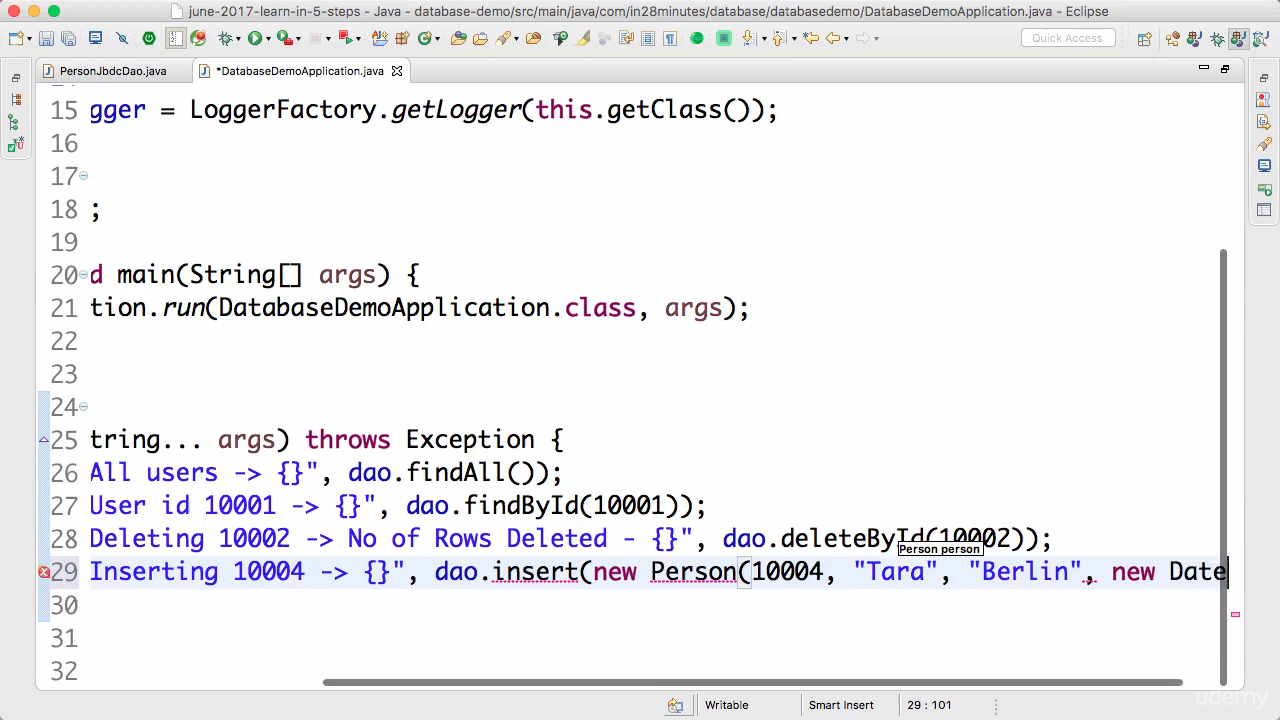 june-2017-learn-in-5-steps - Java - database-demo/src/main/java/com/in28minutes/database/databasedemo/DatabaseDemoApplication.java - Eclipse
Quick Access
PersonJbdcDao.java
*DatabaseDemoApplication.java
15 gger = LoggerFactory.getLogger(this.getClass());
16
17
18 ;
19
20 d main(String[] args) {
21 tion.run(DatabaseDemoApplication.class, args);
22
23
24
25 tring... args) throws Exception {
26 All users -> {}", dao.findAll());
27 User id 10001 -> {}", dao.findById(10001));
28 Deleting 10002 -> No of Rows Deleted - {}", dao.deleteById(10002));
Person person
29 Inserting 10004 -> {}", dao.insert(new Person(10004, "Tara", "Berlin", new Date
30
31
32
Writable
Smart Insert
29 : 101
udemy